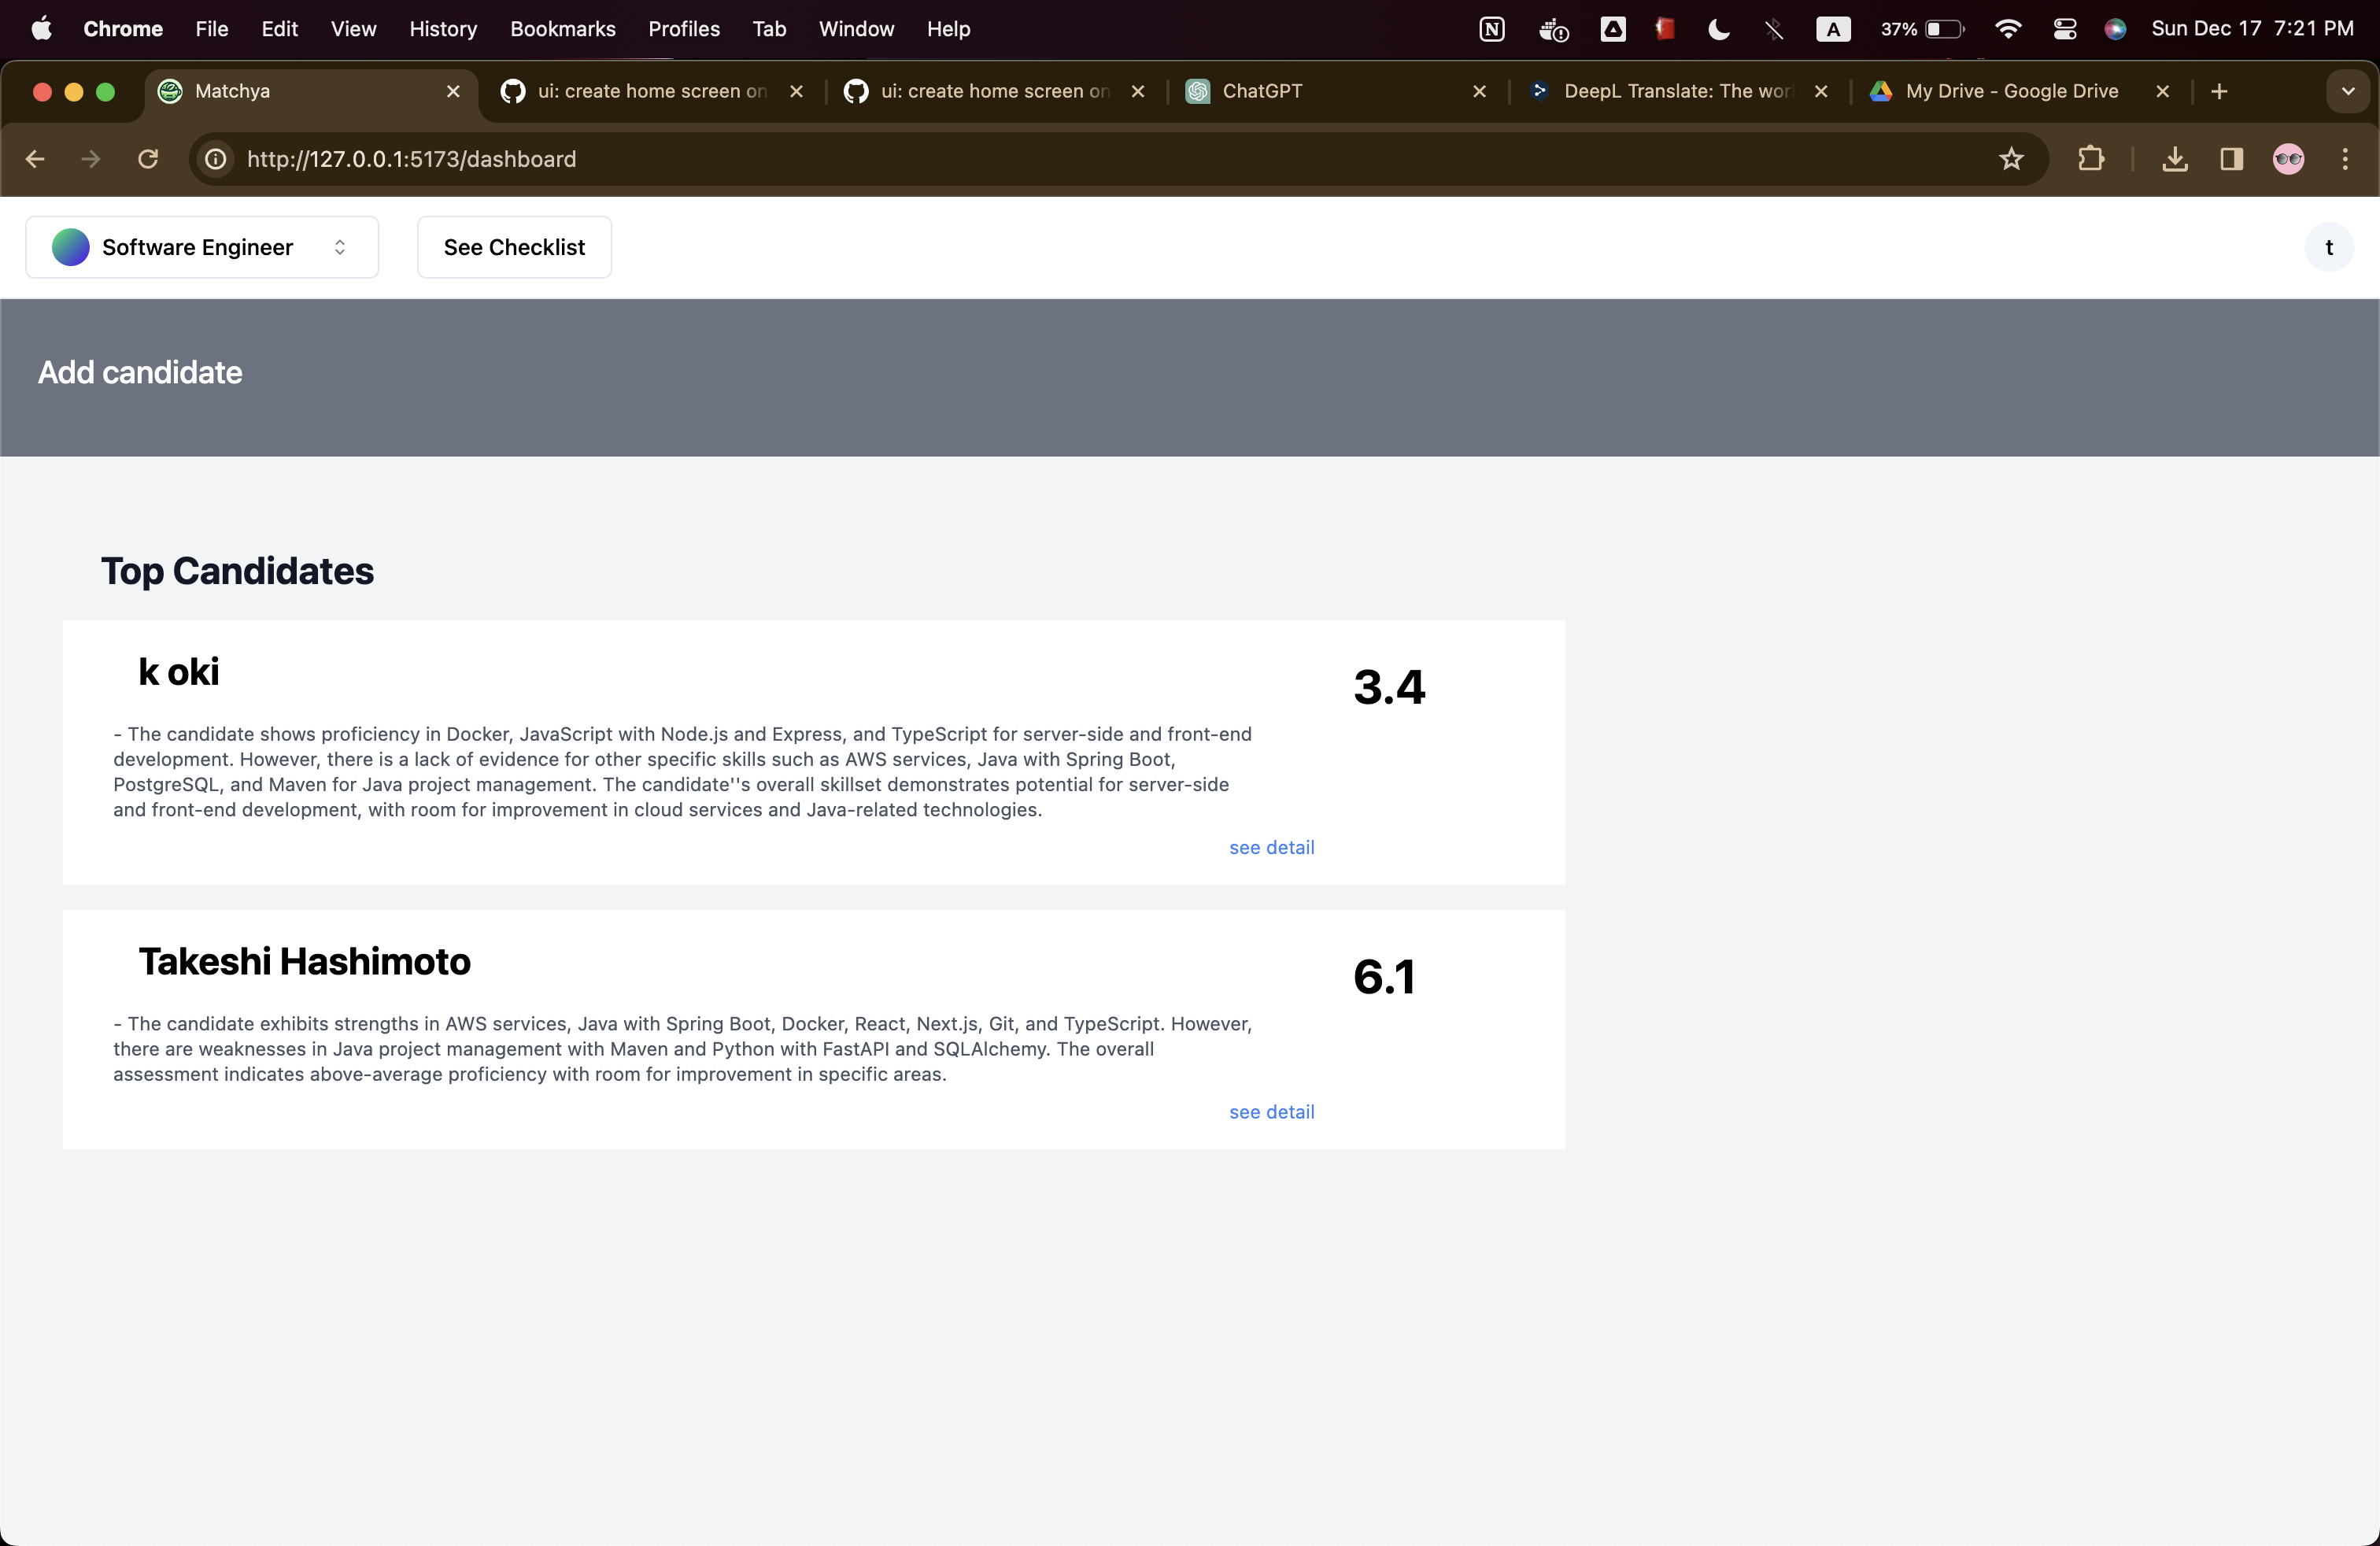 Chrome File Edit View History Bookmarks Profiles Tab Window Help A 37% Sun Dec 17 7:21 PM
Matchya ui: create home screen on ui: create home screen on ChatGPT DeepL Translate: The wor My Drive - Google Drive
http://127.0.0.1:5173/dashboard
Software Engineer See Checklist t
Add candidate
Top Candidates
k oki 3.4
- The candidate shows proficiency in Docker, JavaScript with Node.js and Express, and TypeScript for server-side and front-end
development. However, there is a lack of evidence for other specific skills such as AWS services, Java with Spring Boot,
PostgreSQL, and Maven for Java project management. The candidate''s overall skillset demonstrates potential for server-side
and front-end development, with room for improvement in cloud services and Java-related technologies.
see detail
Takeshi Hashimoto 6.1
- The candidate exhibits strengths in AWS services, Java with Spring Boot, Docker, React, Next.js, Git, and TypeScript. However,
there are weaknesses in Java project management with Maven and Python with FastAPI and SQLAlchemy. The overall
assessment indicates above-average proficiency with room for improvement in specific areas.
see detail